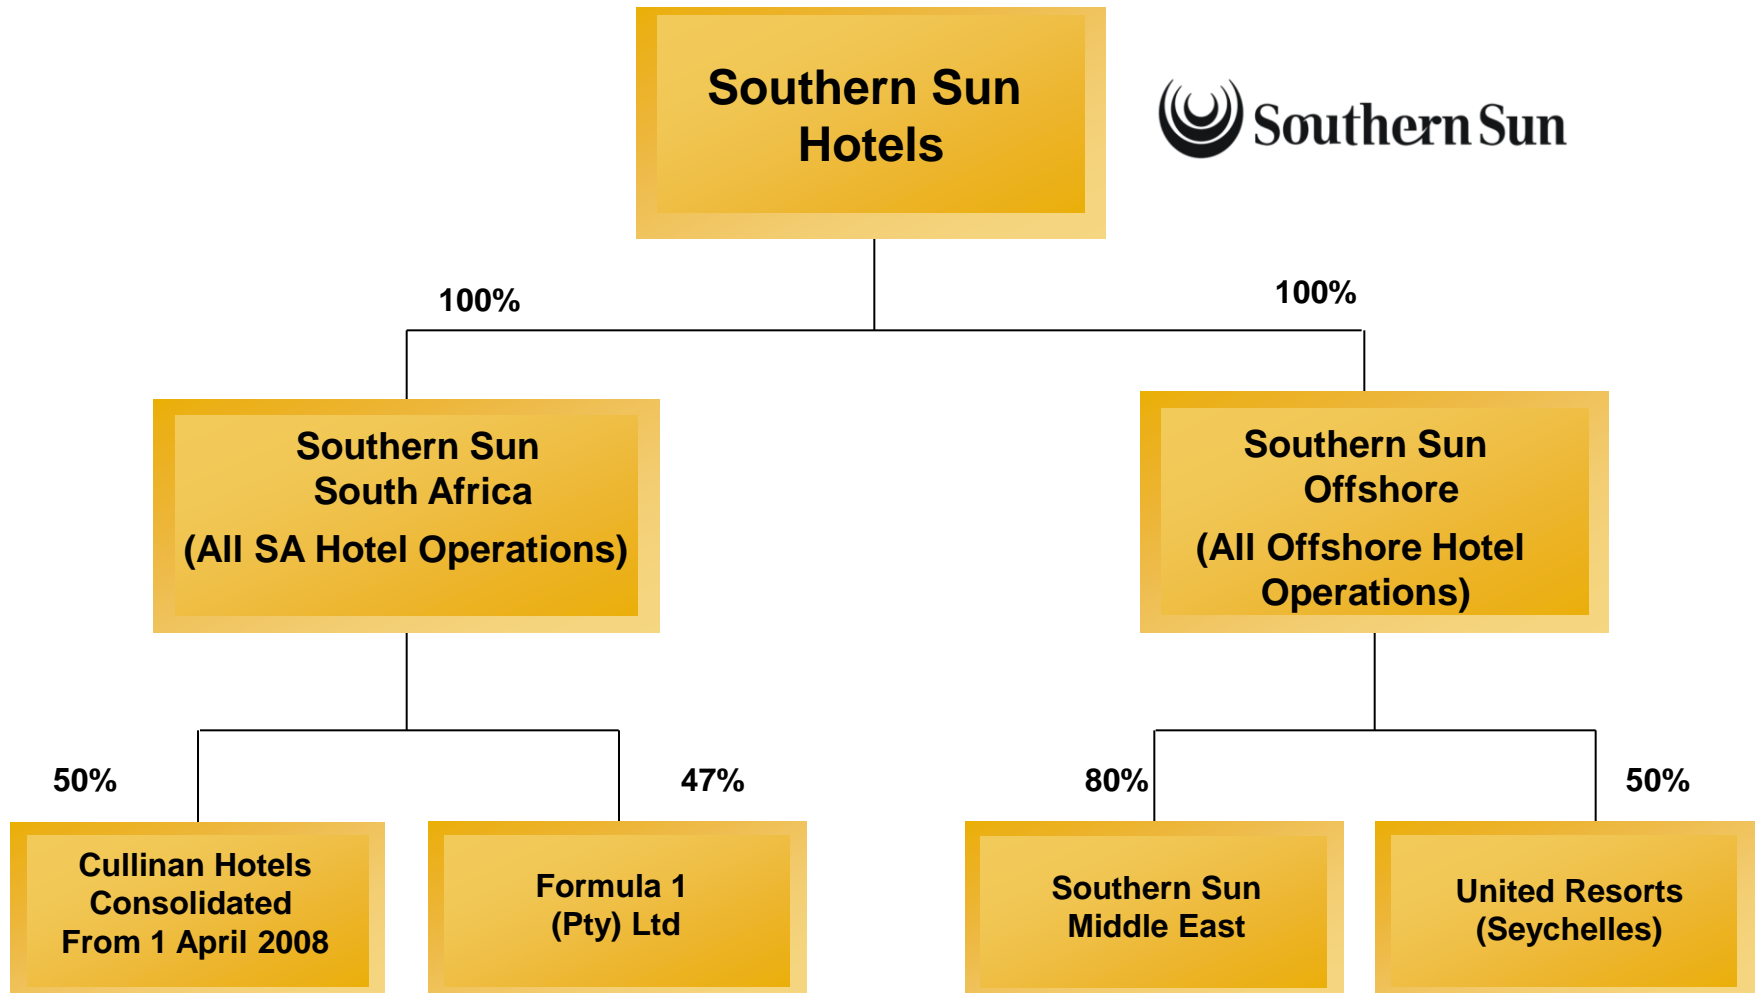 Southern Sun
Hotels
Southern Sun
100%
100%
Southern Sun
South Africa
(All SA Hotel Operations)
Southern Sun
Offshore
(All Offshore Hotel
Operations)
50%
47%
80%
50%
Cullinan Hotels
Consolidated
From 1 April 2008
Formula 1
(Pty) Ltd
Southern Sun
Middle East
United Resorts
(Seychelles)